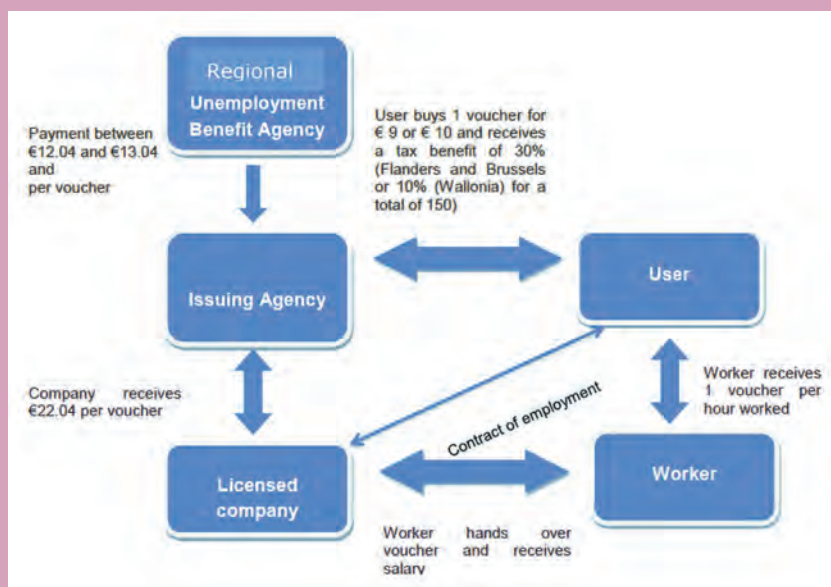 Regional
Unemployment
Benefit Agency
Payment between
€12.04 and €13.04
and
per voucher
User buys 1 voucher for
€ 9 or € 10 and receives
a tax benefit of 30%
(Flanders and Brussels
or 10% (Wallonia) for a
total of 150)
Issuing Agency
User
Company receives
€22.04 per voucher
Contract of employment
Worker receives
1 voucher per
hour worked
Licensed
company
Worker
Worker hands over
voucher and receives
salary